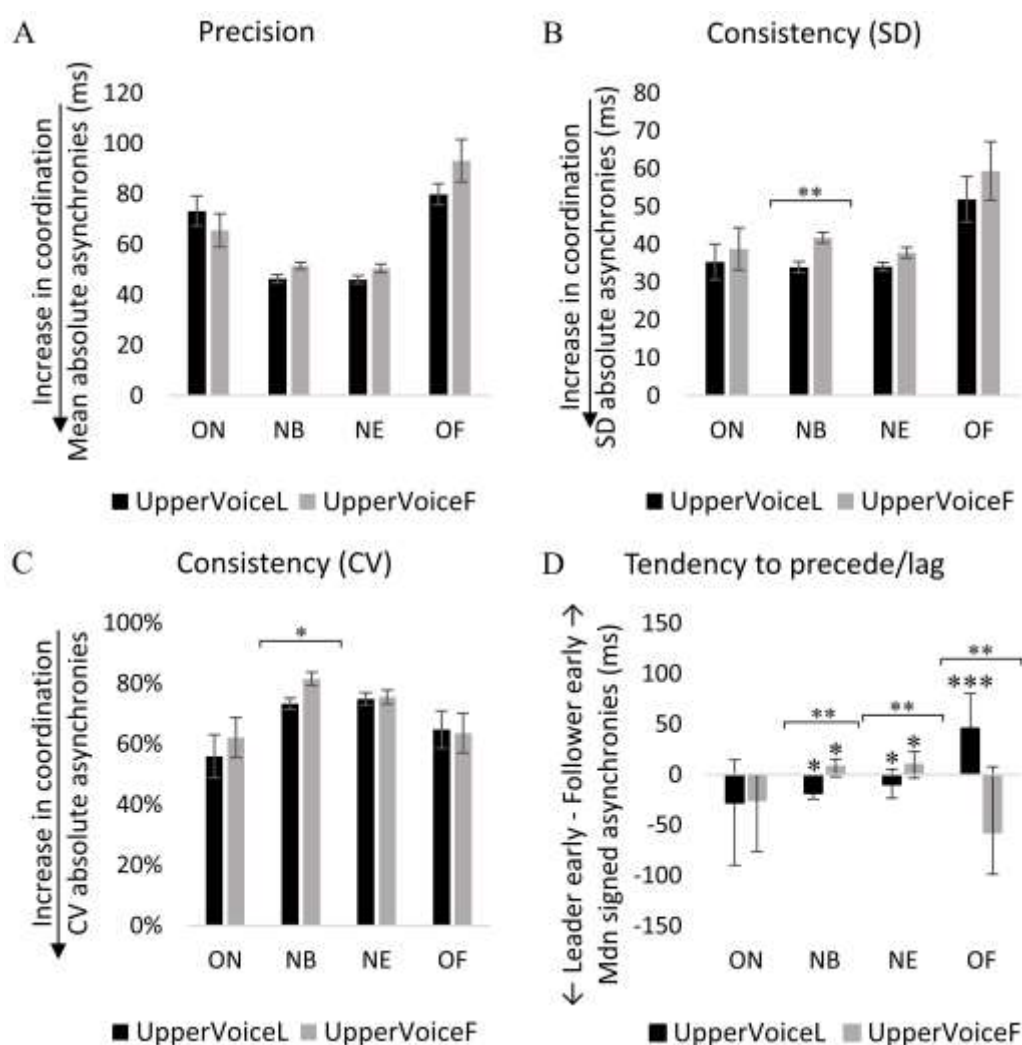 A Precision
Increase in coordination
Mean absolute asynchronies (ms)
120
100
80
60
40
20
0
ON NB NE OF
UpperVoiceL UpperVoiceF
B Consistency (SD)
Increase in coordination
SD absolute asynchronies (ms)
80
70
60
50
40
30
20
10
0
**
ON NB NE OF
UpperVoiceL UpperVoiceF
C Consistency (CV)
Increase in coordination
CV absolute asynchronies
100%
80%
60%
40%
20%
0%
*
ON NB NE OF
UpperVoiceL UpperVoiceF
D Tendency to precede/lag
← Leader early - Follower early →
Mdn signed asynchronies (ms)
150
100
50
0
-50
-100
-150
**
**
**
***
* * * *
ON NB NE OF
UpperVoiceL UpperVoiceF